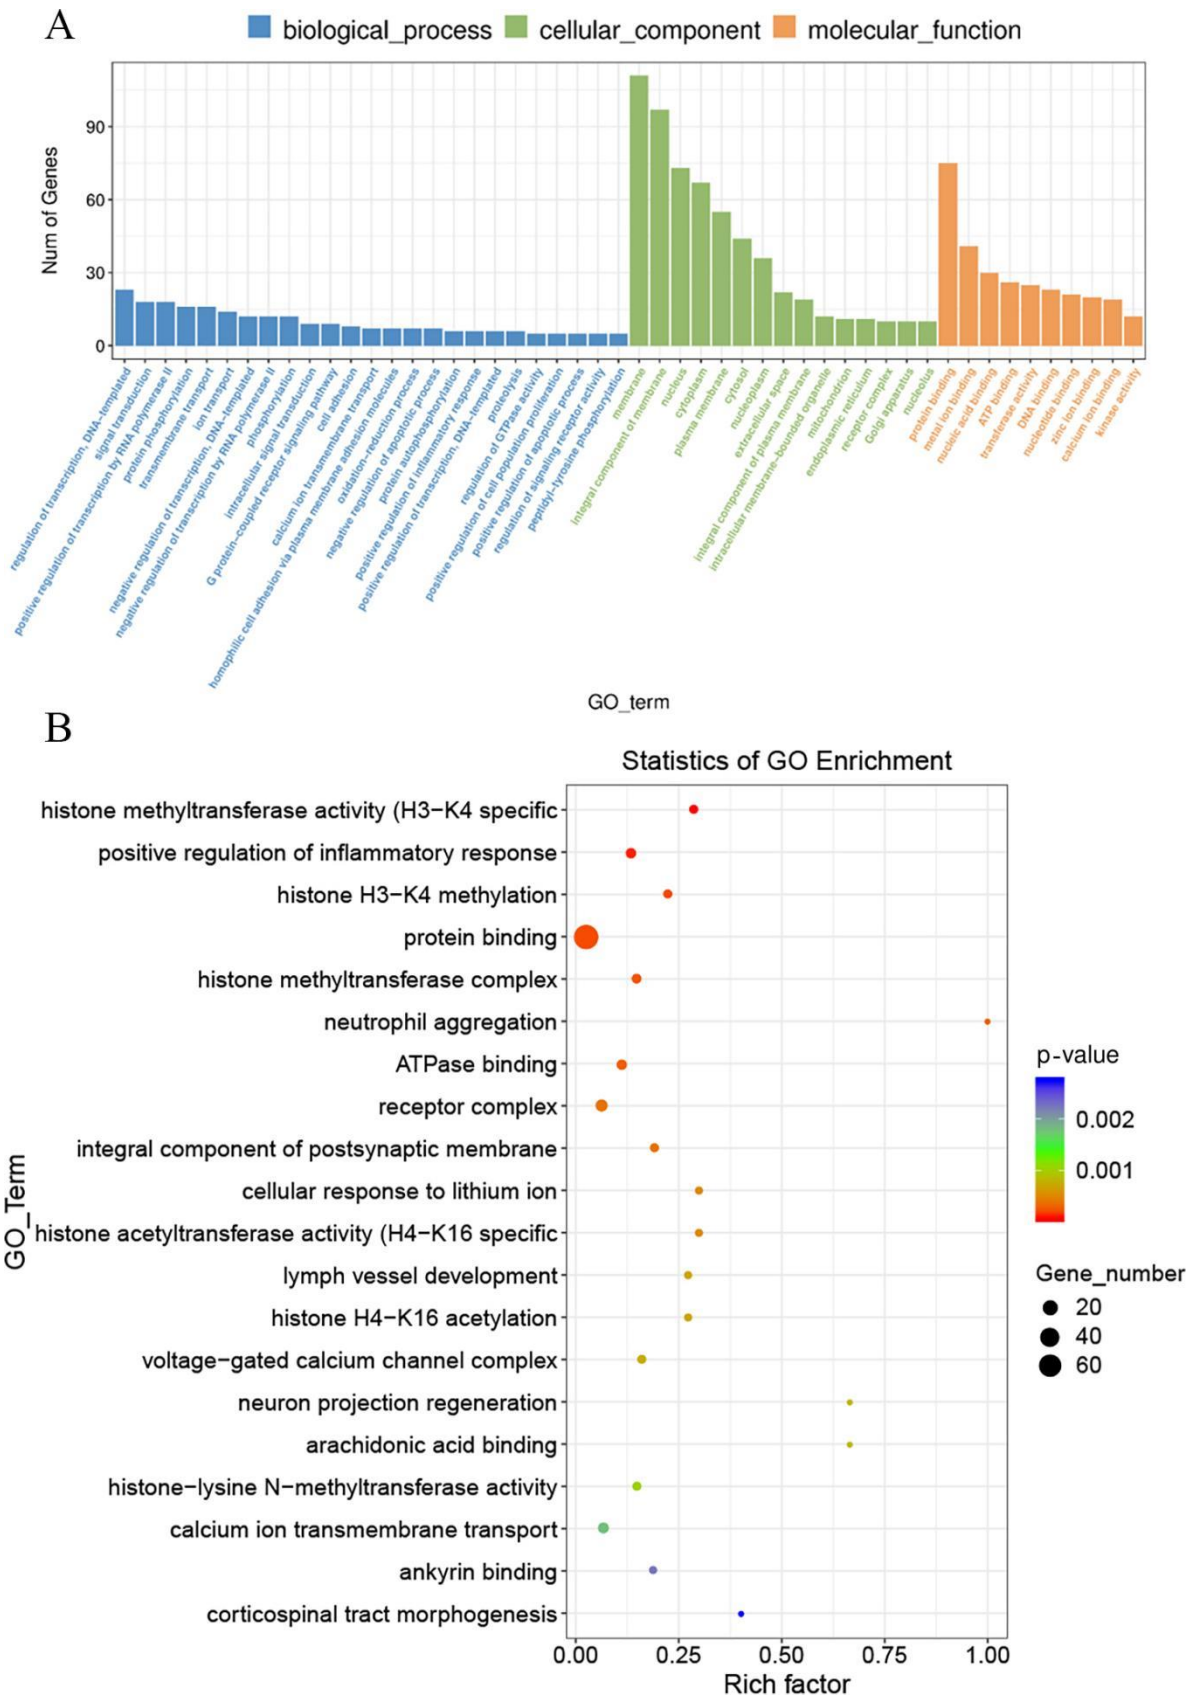 A
biological_process cellular_component molecular_function
Num of Genes
90
60
30
0
regulation of transcription, DNA−templated
signal transduction
positive regulation of transcription by RNA polymerase II
protein phosphorylation
transmembrane transport
ion transport
negative regulation of transcription, DNA−templated
negative regulation of transcription by RNA polymerase II
phosphorylation
intracellular signal transduction
G protein−coupled receptor signaling pathway
cell adhesion
calcium ion transmembrane transport
homophilic cell adhesion via plasma membrane adhesion molecules
oxidation−reduction process
negative regulation of apoptotic process
protein autophosphorylation
positive regulation of inflammatory response
positive regulation of transcription, DNA−templated
proteolysis
regulation of GTPase activity
positive regulation of cell population proliferation
positive regulation of apoptotic process
regulation of signaling receptor activity
peptidyl−tyrosine phosphorylation
membrane
integral component of membrane
nucleus
cytoplasm
plasma membrane
cytosol
nucleoplasm
extracellular space
integral component of plasma membrane
intracellular membrane−bounded organelle
mitochondrion
endoplasmic reticulum
receptor complex
Golgi apparatus
nucleolus
protein binding
metal ion binding
nucleic acid binding
ATP binding
transferase activity
DNA binding
nucleotide binding
zinc ion binding
calcium ion binding
kinase activity
GO_term
B
Statistics of GO Enrichment
GO_Term
histone methyltransferase activity (H3−K4 specific
positive regulation of inflammatory response
histone H3−K4 methylation
protein binding
histone methyltransferase complex
neutrophil aggregation
ATPase binding
receptor complex
integral component of postsynaptic membrane
cellular response to lithium ion
histone acetyltransferase activity (H4−K16 specific
lymph vessel development
histone H4−K16 acetylation
voltage−gated calcium channel complex
neuron projection regeneration
arachidonic acid binding
histone−lysine N−methyltransferase activity
calcium ion transmembrane transport
ankyrin binding
corticospinal tract morphogenesis
0.00 0.25 0.50 0.75 1.00
Rich factor
p-value
0.002
0.001
Gene_number
20
40
60